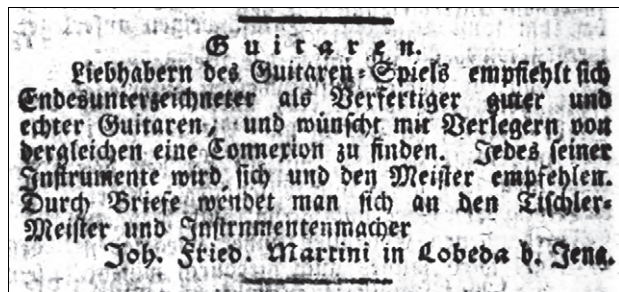 Guitaren.
Liebhabern des Guitaren-Spiels empfiehlt sich
Endesunterzeichneter als Verfertiger guter und
echter Guitaren, und wünscht mit Verlegern von
dergleichen eine Connexion zu finden. Jedes seiner
Instrumente wird sich und den Meister empfehlen.
Durch Briefe wendet man sich an den Tischler-
Meister und Instrnmentenmacher
Joh. Fried. Martini in Lobeda b. Jena.